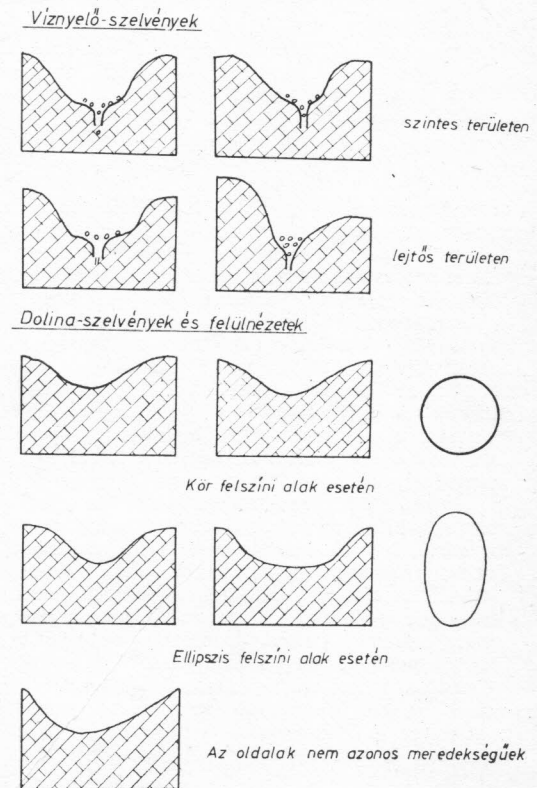 Víznyelő-szelvények
szintes területen
lejtős területen
Dolina-szelvények és felülnézetek
Kör felszíni alak esetén
Ellipszis felszíni alak esetén
Az oldalak nem azonos meredekségűek